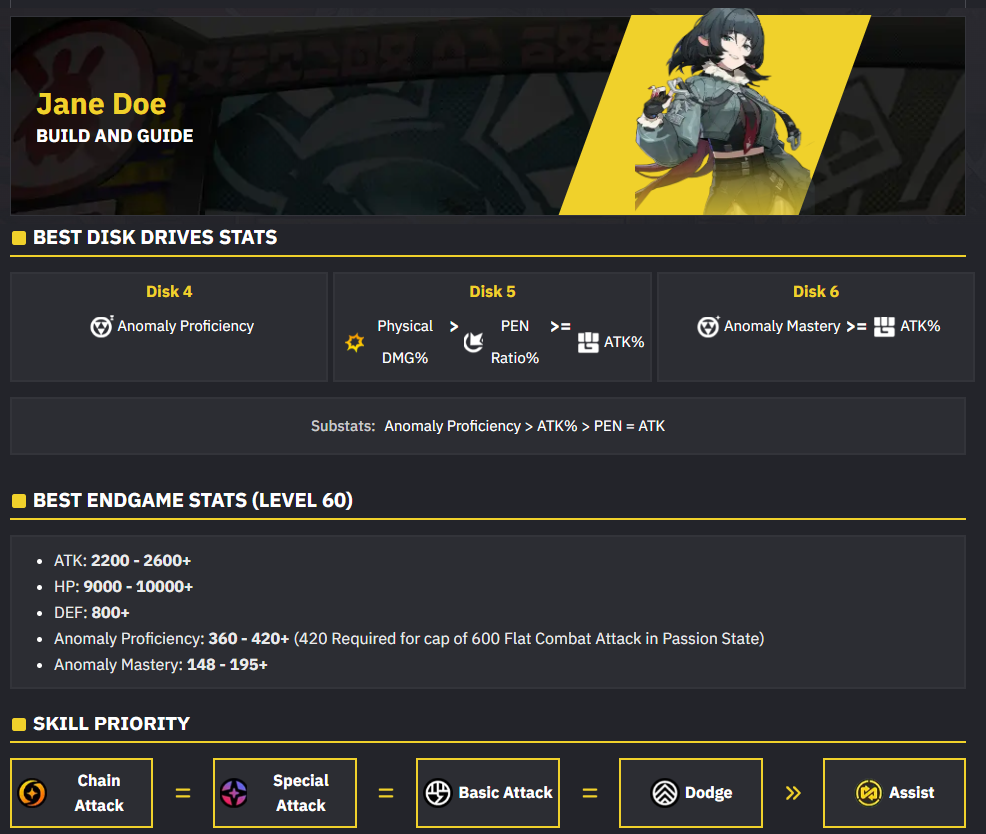 Jane Doe
BUILD AND GUIDE
BEST DISK DRIVES STATS
Disk 4
Anomaly Proficiency
Disk 5
Physical DMG% > PEN Ratio% >= ATK%
Disk 6
Anomaly Mastery >= ATK%
Substats: Anomaly Proficiency > ATK% > PEN = ATK
BEST ENDGAME STATS (LEVEL 60)
• ATK: 2200 - 2600+
• HP: 9000 - 10000+
• DEF: 800+
• Anomaly Proficiency: 360 - 420+ (420 Required for cap of 600 Flat Combat Attack in Passion State)
• Anomaly Mastery: 148 - 195+
SKILL PRIORITY
Chain Attack = Special Attack = Basic Attack = Dodge >> Assist